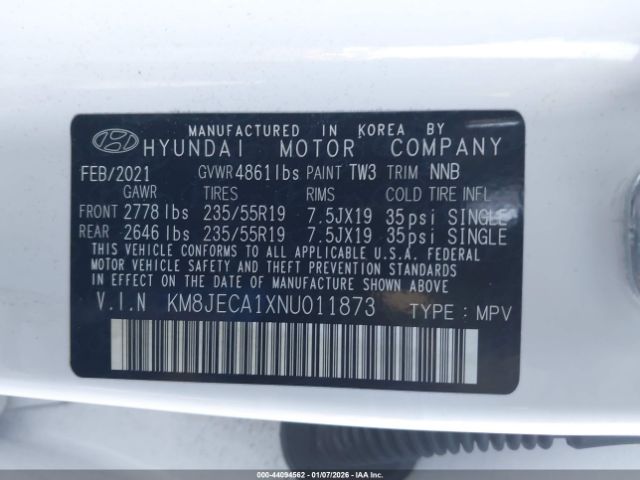 MANUFACTURED IN KOREA BY
HYUNDAI MOTOR COMPANY
FEB/2021 GVWR 4861 lbs PAINT TW3 TRIM NNB
GAWR TIRES RIMS COLD TIRE INFL
FRONT 2778 lbs 235/55R19 7.5JX19 35psi SINGLE
REAR 2646 lbs 235/55R19 7.5JX19 35psi SINGLE
THIS VEHICLE CONFORMS TO ALL APPLICABLE U.S.A. FEDERAL
MOTOR VEHICLE SAFETY, BUMPER, AND THEFT PREVENTION STANDARDS
IN EFFECT ON THE DATE OF MANUFACTURE SHOWN ABOVE
V.I.N KM8JECA1XNU011873 TYPE : MPV
000-44094562 - 01/07/2026 - IAAI.COM